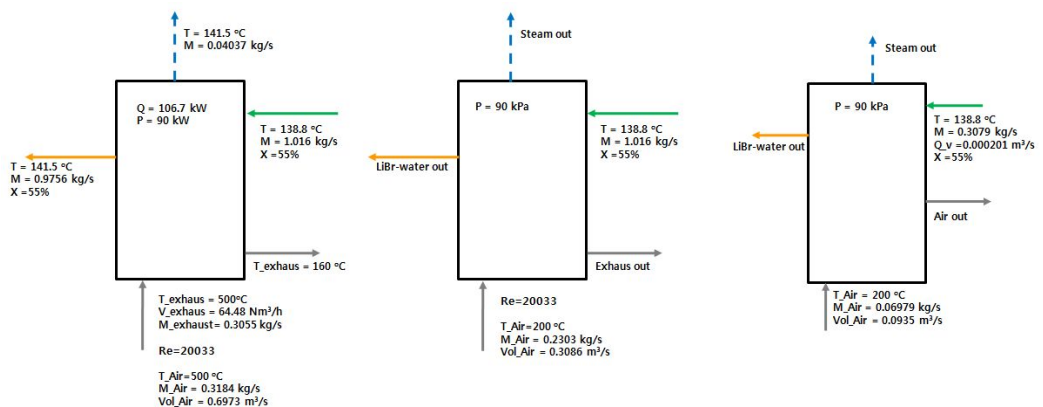 T = 141.5 ºC
M = 0.04037 kg/s
Q = 106.7 kW
P = 90 kW
T = 138.8 ºC
M = 1.016 kg/s
X =55%
T = 141.5 ºC
M = 0.9756 kg/s
X =55%
T_exhaus = 160 ºC
T_exhaus = 500ºC
V_exhaus = 64.48 Nm³/h
M_exhaust= 0.3055 kg/s
Re=20033
T_Air=500 ºC
M_Air = 0.3184 kg/s
Vol_Air = 0.6973 m³/s
Steam out
P = 90 kPa
T = 138.8 ºC
M = 1.016 kg/s
X =55%
LiBr-water out
Exhaus out
Re=20033
T_Air=200 ºC
M_Air = 0.2303 kg/s
Vol_Air = 0.3086 m³/s
Steam out
P = 90 kPa
T = 138.8 ºC
M = 0.3079 kg/s
Q_v =0.000201 m³/s
X =55%
LiBr-water out
Air out
T_Air = 200 ºC
M_Air = 0.06979 kg/s
Vol_Air = 0.0935 m³/s